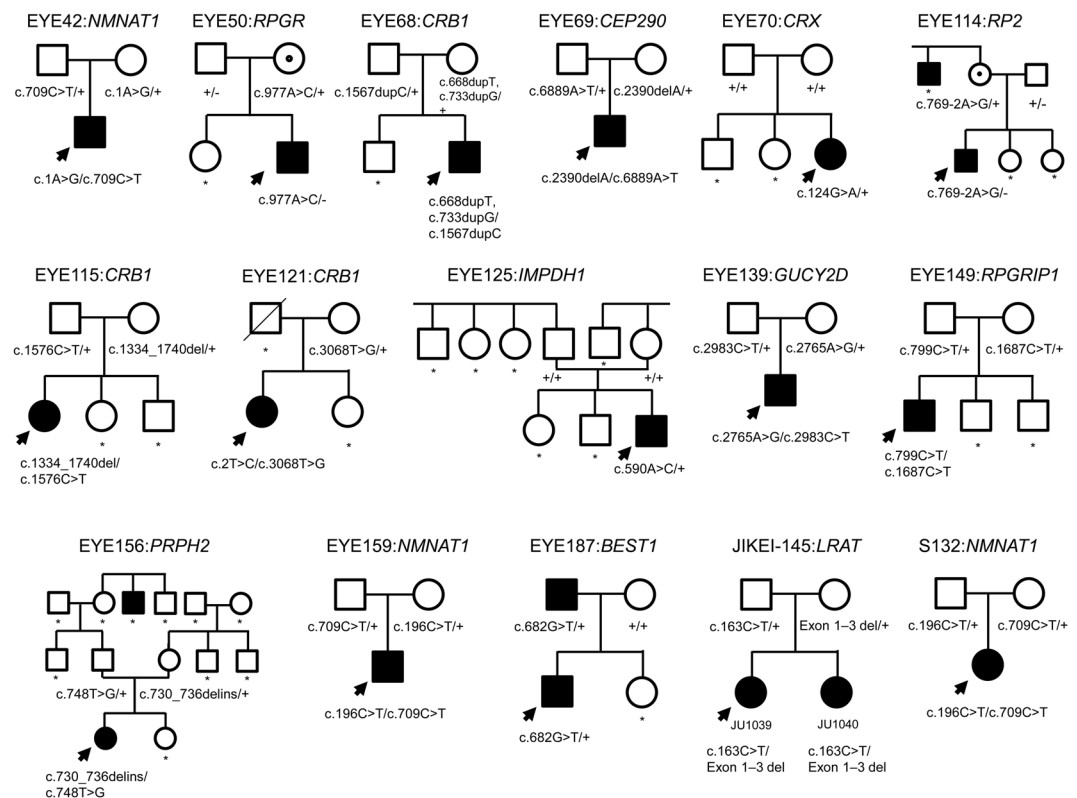 EYE42:NMNAT1
c.709C>T/+
c.1A>G/+
c.1A>G/c.709C>T
EYE50:RPGR
+/-
c.977A>C/+
*
c.977A>C/-
EYE68:CRB1
c.1567dupC/+
c.668dupT,
c.733dupG/
+
*
c.668dupT,
c.733dupG/
c.1567dupC
EYE69:CEP290
c.6889A>T/+
c.2390delA/+
c.2390delA/c.6889A>T
EYE70:CRX
+/+
+/+
*
*
c.124G>A/+
EYE114:RP2
*
c.769-2A>G/+
+/-
c.769-2A>G/-
*
*
EYE115:CRB1
c.1576C>T/+
c.1334_1740del/+
c.1334_1740del/
c.1576C>T
*
*
EYE121:CRB1
*
c.3068T>G/+
c.2T>C/c.3068T>G
*
EYE125:IMPDH1
*
*
*
+/+
*
+/+
*
*
c.590A>C/+
EYE139:GUCY2D
c.2983C>T/+
c.2765A>G/+
c.2765A>G/c.2983C>T
EYE149:RPGRIP1
c.799C>T/+
c.1687C>T/+
c.799C>T/
c.1687C>T
*
*
EYE156:PRPH2
*
*
*
*
*
*
*
c.748T>G/+
c.730_736delins/+
*
*
c.730_736delins/
c.748T>G
*
EYE159:NMNAT1
c.709C>T/+
c.196C>T/+
c.196C>T/c.709C>T
EYE187:BEST1
c.682G>T/+
+/+
c.682G>T/+
*
JIKEI-145:LRAT
c.163C>T/+
Exon 1–3 del/+
JU1039
JU1040
c.163C>T/
Exon 1–3 del
c.163C>T/
Exon 1–3 del
S132:NMNAT1
c.196C>T/+
c.709C>T/+
c.196C>T/c.709C>T